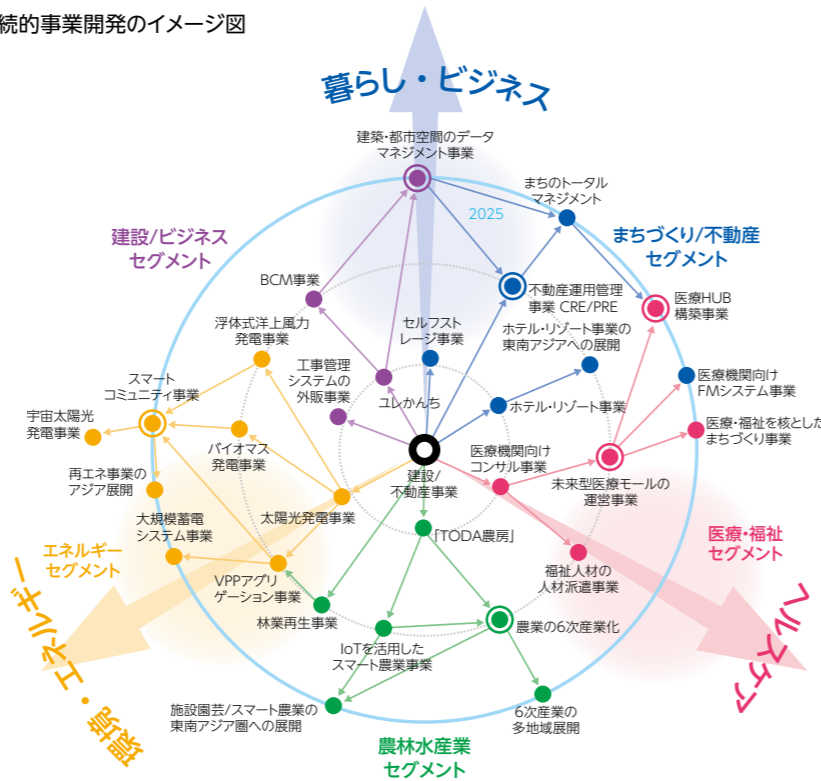 続的事業開発のイメージ図
暮らし・ビジネス
建築・都市空間のデータ
マネジメント事業
まちのトータル
マネジメント
2025
建設/ビジネス
セグメント
まちづくり/不動産
セグメント
BCM事業
不動産運用管理
事業 CRE/PRE
医療HUB
構築事業
浮体式洋上風力
発電事業
セルフスト
レージ事業
ホテル・リゾート事業の
東南アジアへの展開
スマート
コミュニティ事業
工事管理
システムの
外販事業
ユレかんち
医療機関向け
FMシステム事業
ホテル・リゾート事業
宇宙太陽光
発電事業
バイオマス
発電事業
医療機関向け
コンサル事業
医療・福祉を核とした
まちづくり事業
建設/
不動産事業
未来型医療モールの
運営事業
再エネ事業の
アジア展開
太陽光発電事業
大規模蓄電
システム事業
「TODA農房」
医療・福祉
セグメント
エネルギー
セグメント
VPPアグリ
ゲーション事業
福祉人材の
人材派遣事業
林業再生事業
農業の6次産業化
IoTを活用した
スマート農業事業
環境・エネルギー
ヘルスケア
施設園芸/スマート農業の
東南アジア圏への展開
6次産業の
多地域展開
農林水産業
セグメント